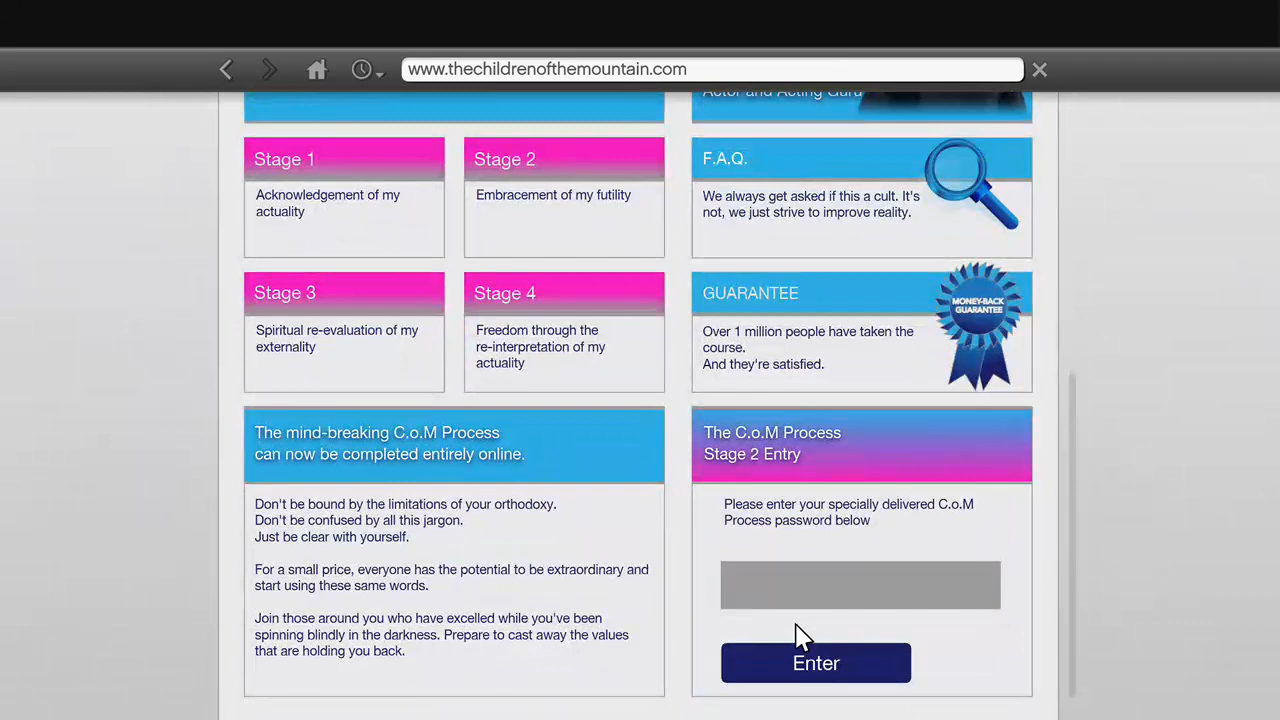 www.thechildrenofthemountain.com
Actor and Acting Guru
Stage 1
Acknowledgement of my
actuality
Stage 2
Embracement of my futility
F.A.Q.
We always get asked if this a cult. It's
not, we just strive to improve reality.
Stage 3
Spiritual re-evaluation of my
externality
Stage 4
Freedom through the
re-interpretation of my
actuality
GUARANTEE
MONEY-BACK
GUARANTEE
Over 1 million people have taken the
course.
And they're satisfied.
The mind-breaking C.o.M Process
can now be completed entirely online.
Don't be bound by the limitations of your orthodoxy.
Don't be confused by all this jargon.
Just be clear with yourself.
For a small price, everyone has the potential to be extraordinary and
start using these same words.
Join those around you who have excelled while you've been
spinning blindly in the darkness. Prepare to cast away the values
that are holding you back.
The C.o.M Process
Stage 2 Entry
Please enter your specially delivered C.o.M
Process password below
Enter